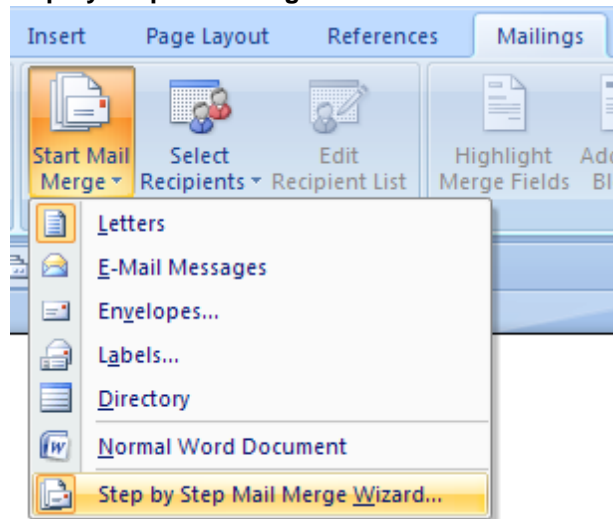 Insert Page Layout References Mailings
Start Mail Merge Select Recipients Edit Recipient List Highlight Merge Fields
Letters
E-Mail Messages
Envelopes...
Labels...
Directory
Normal Word Document
Step by Step Mail Merge Wizard...